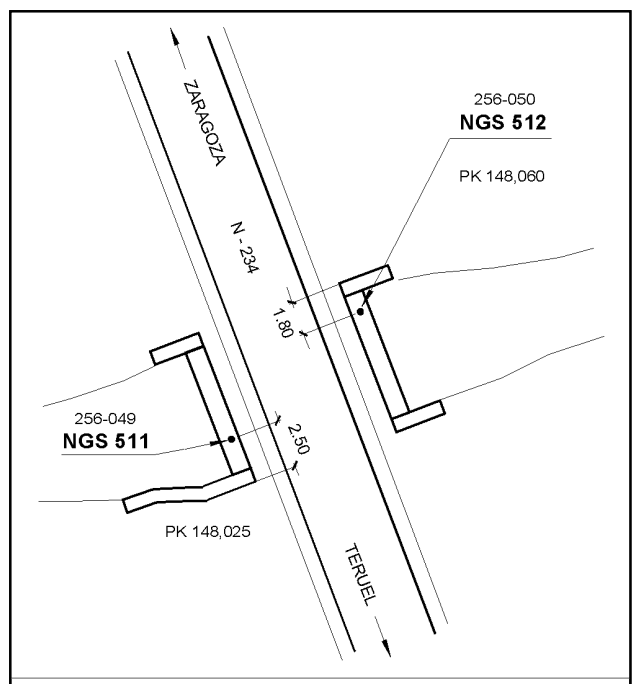 ZARAGOZA
256-050
NGS 512
PK 148,060
N - 234
1.80
256-049
NGS 511
2.50
PK 148,025
TERUEL